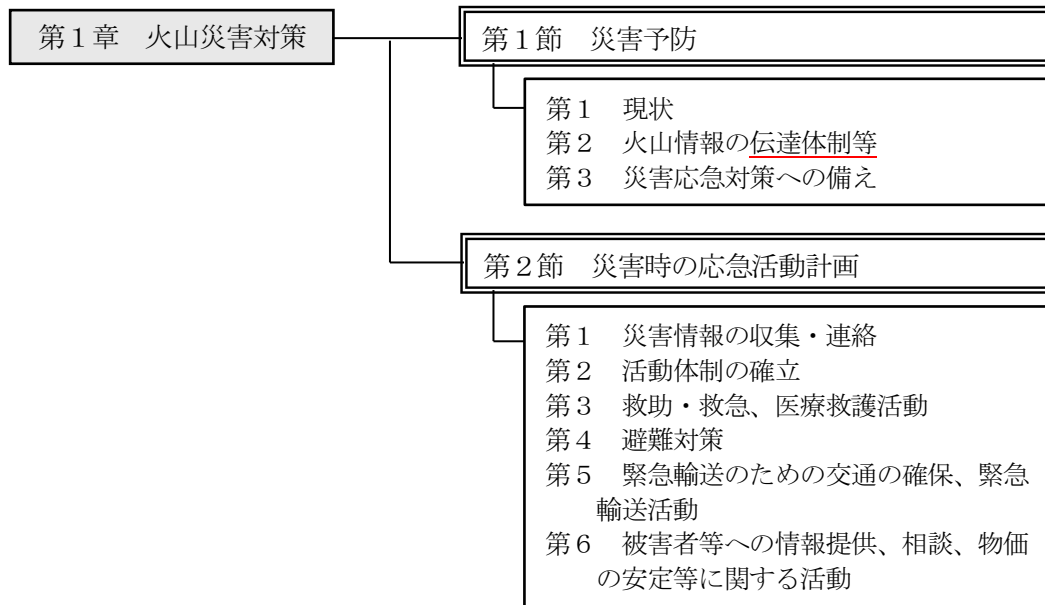 第１章　火山災害対策
第１節　災害予防
第１　現状
第２　火山情報の伝達体制等
第３　災害応急対策への備え
第２節　災害時の応急活動計画
第１　災害情報の収集・連絡
第２　活動体制の確立
第３　救助・救急、医療救護活動
第４　避難対策
第５　緊急輸送のための交通の確保、緊急
輸送活動
第６　被害者等への情報提供、相談、物価
の安定等に関する活動